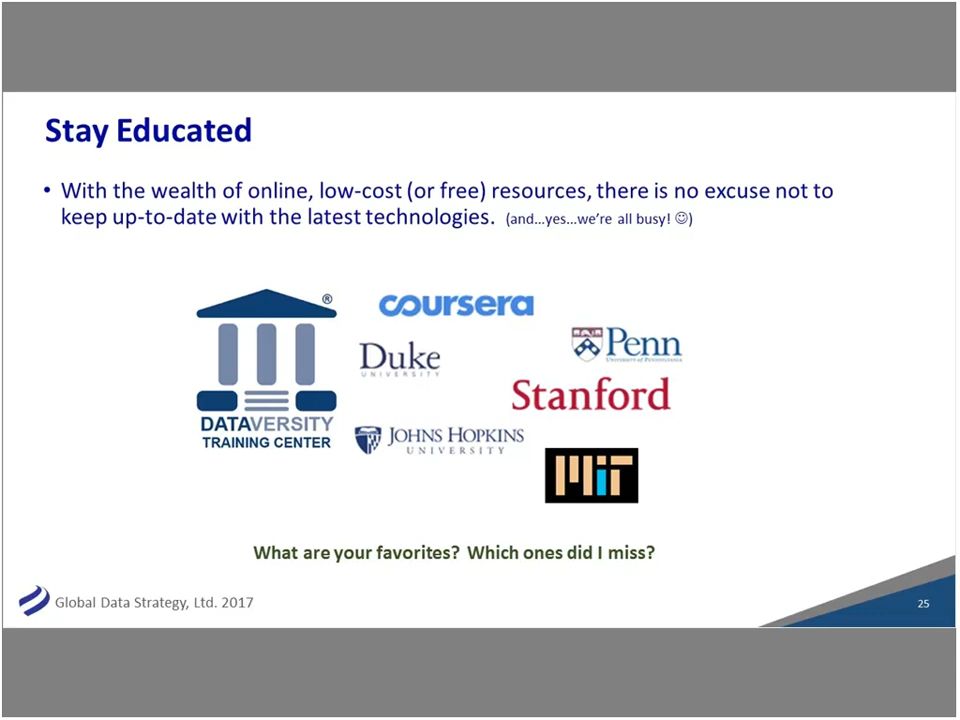 Stay Educated
• With the wealth of online, low-cost (or free) resources, there is no excuse not to
keep up-to-date with the latest technologies. (and…yes…we're all busy! ☺)
®
coursera
Duke
UNIVERSITY
Penn
UNIVERSITY of PENNSYLVANIA
Stanford
DATAVERSITY
TRAINING CENTER
JOHNS HOPKINS
UNIVERSITY
MIT
What are your favorites? Which ones did I miss?
Global Data Strategy, Ltd. 2017
25